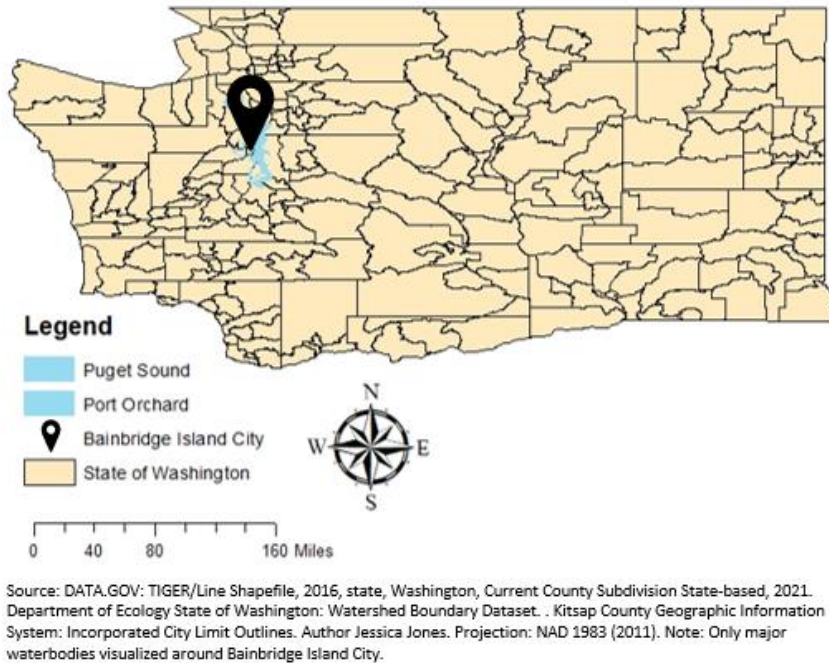 Legend
Puget Sound
Port Orchard
Bainbridge Island City
State of Washington
N
W E
S
0 40 80 160 Miles
Source: DATA.GOV: TIGER/Line Shapefile, 2016, state, Washington, Current County Subdivision State-based, 2021.
Department of Ecology State of Washington: Watershed Boundary Dataset. . Kitsap County Geographic Information
System: Incorporated City Limit Outlines. Author Jessica Jones. Projection: NAD 1983 (2011). Note: Only major
waterbodies visualized around Bainbridge Island City.